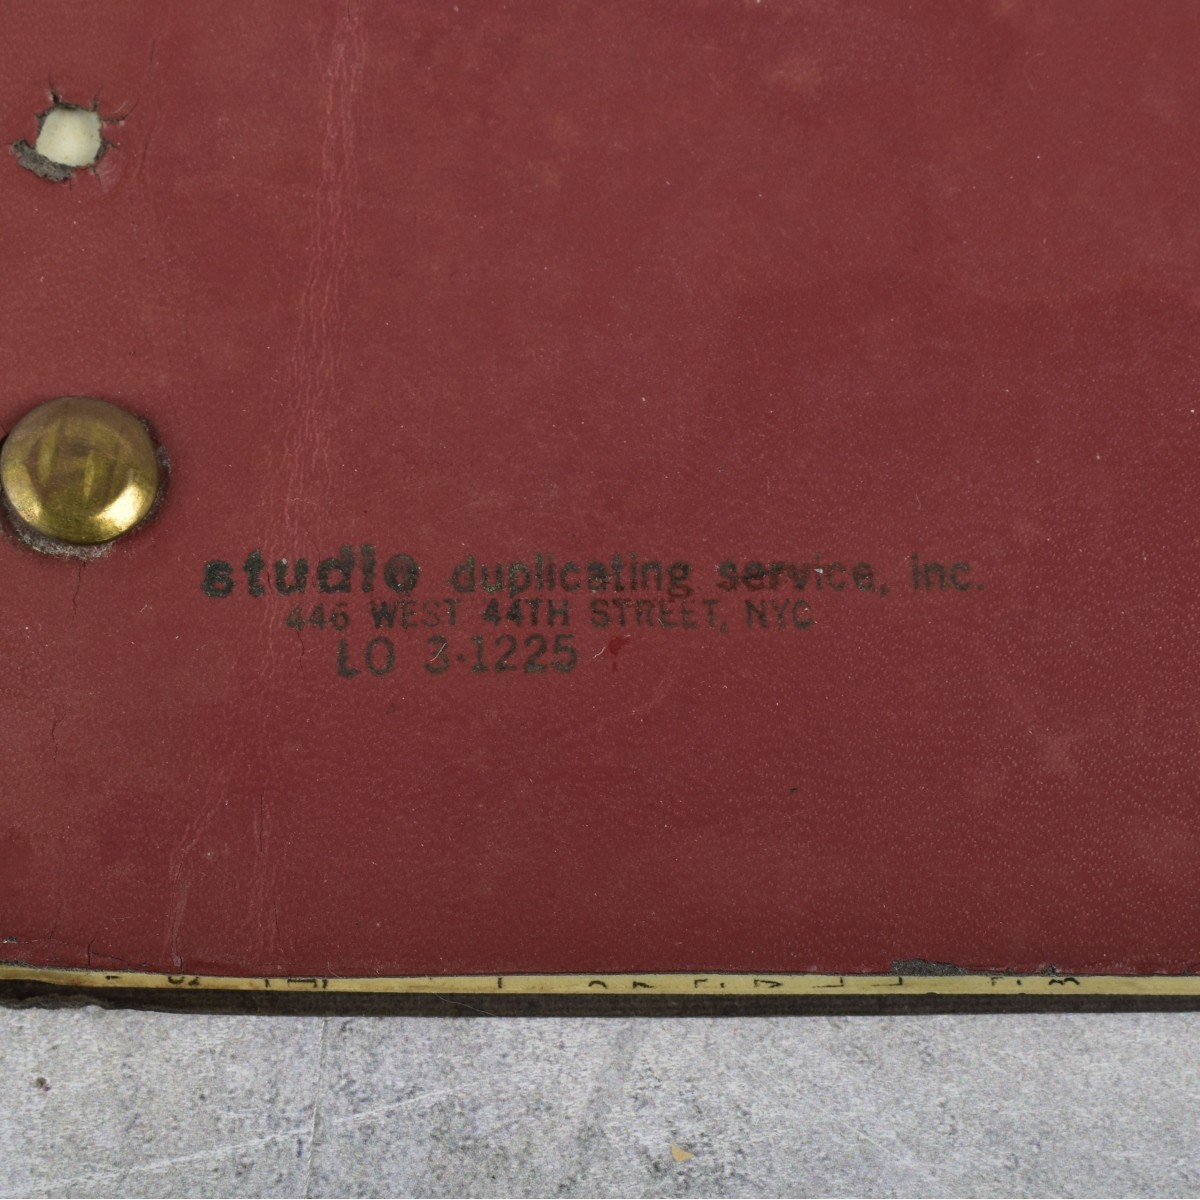 studio duplicating service, inc.
446 WEST 44TH STREET, NYC
LO 3-1225